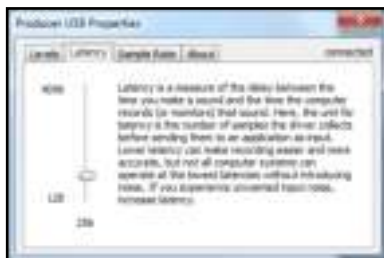 Producer USB Properties
Levels Latency Sample Rate About connected
4096
128
256
Latency is a measure of the delay between the
time you make a sound and the time the computer
records (or monitors) that sound. Here, the unit for
latency is the number of samples the driver collects
before sending them to an application as input.
Lower latency can make recording easier and more
accurate, but not all computer systems can
operate at the lowest latencies without introducing
noise. If you experience unwanted input noise,
increase latency.